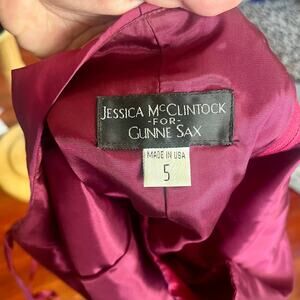 JESSICA MCCLINTOCK
-FOR-
GUNNE SAX
MADE IN USA
5